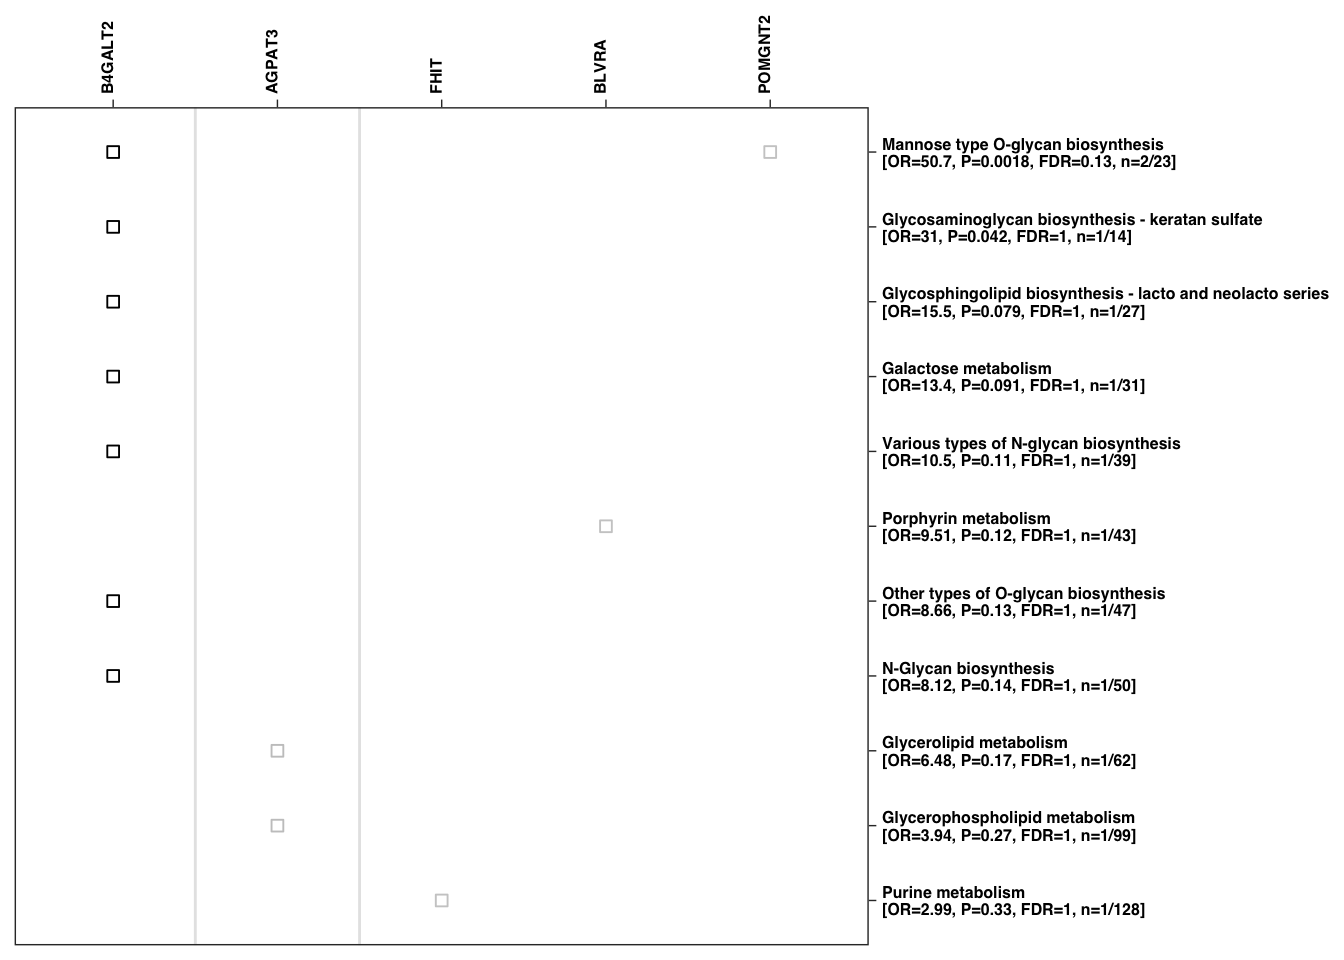 B4GALT2
AGPAT3
FHIT
BLVRA
POMGNT2
Mannose type O-glycan biosynthesis
[OR=50.7, P=0.0018, FDR=0.13, n=2/23]
Glycosaminoglycan biosynthesis - keratan sulfate
[OR=31, P=0.042, FDR=1, n=1/14]
Glycosphingolipid biosynthesis - lacto and neolacto series
[OR=15.5, P=0.079, FDR=1, n=1/27]
Galactose metabolism
[OR=13.4, P=0.091, FDR=1, n=1/31]
Various types of N-glycan biosynthesis
[OR=10.5, P=0.11, FDR=1, n=1/39]
Porphyrin metabolism
[OR=9.51, P=0.12, FDR=1, n=1/43]
Other types of O-glycan biosynthesis
[OR=8.66, P=0.13, FDR=1, n=1/47]
N-Glycan biosynthesis
[OR=8.12, P=0.14, FDR=1, n=1/50]
Glycerolipid metabolism
[OR=6.48, P=0.17, FDR=1, n=1/62]
Glycerophospholipid metabolism
[OR=3.94, P=0.27, FDR=1, n=1/99]
Purine metabolism
[OR=2.99, P=0.33, FDR=1, n=1/128]